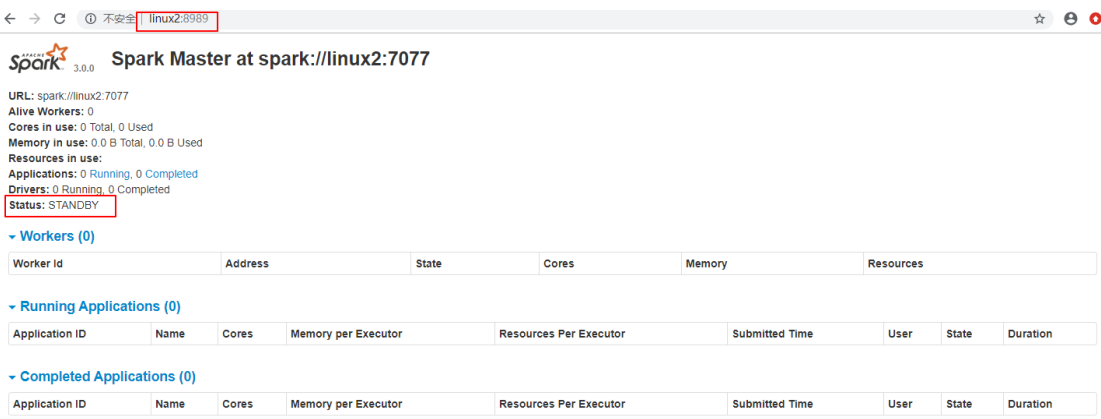 不安全 | linux2:8989
APACHE Spark 3.0.0 Spark Master at spark://linux2:7077
URL: spark://linux2:7077
Alive Workers: 0
Cores in use: 0 Total, 0 Used
Memory in use: 0.0 B Total, 0.0 B Used
Resources in use:
Applications: 0 Running, 0 Completed
Drivers: 0 Running, 0 Completed
Status: STANDBY
Workers (0)
Worker Id Address State Cores Memory Resources
Running Applications (0)
Application ID Name Cores Memory per Executor Resources Per Executor Submitted Time User State Duration
Completed Applications (0)
Application ID Name Cores Memory per Executor Resources Per Executor Submitted Time User State Duration